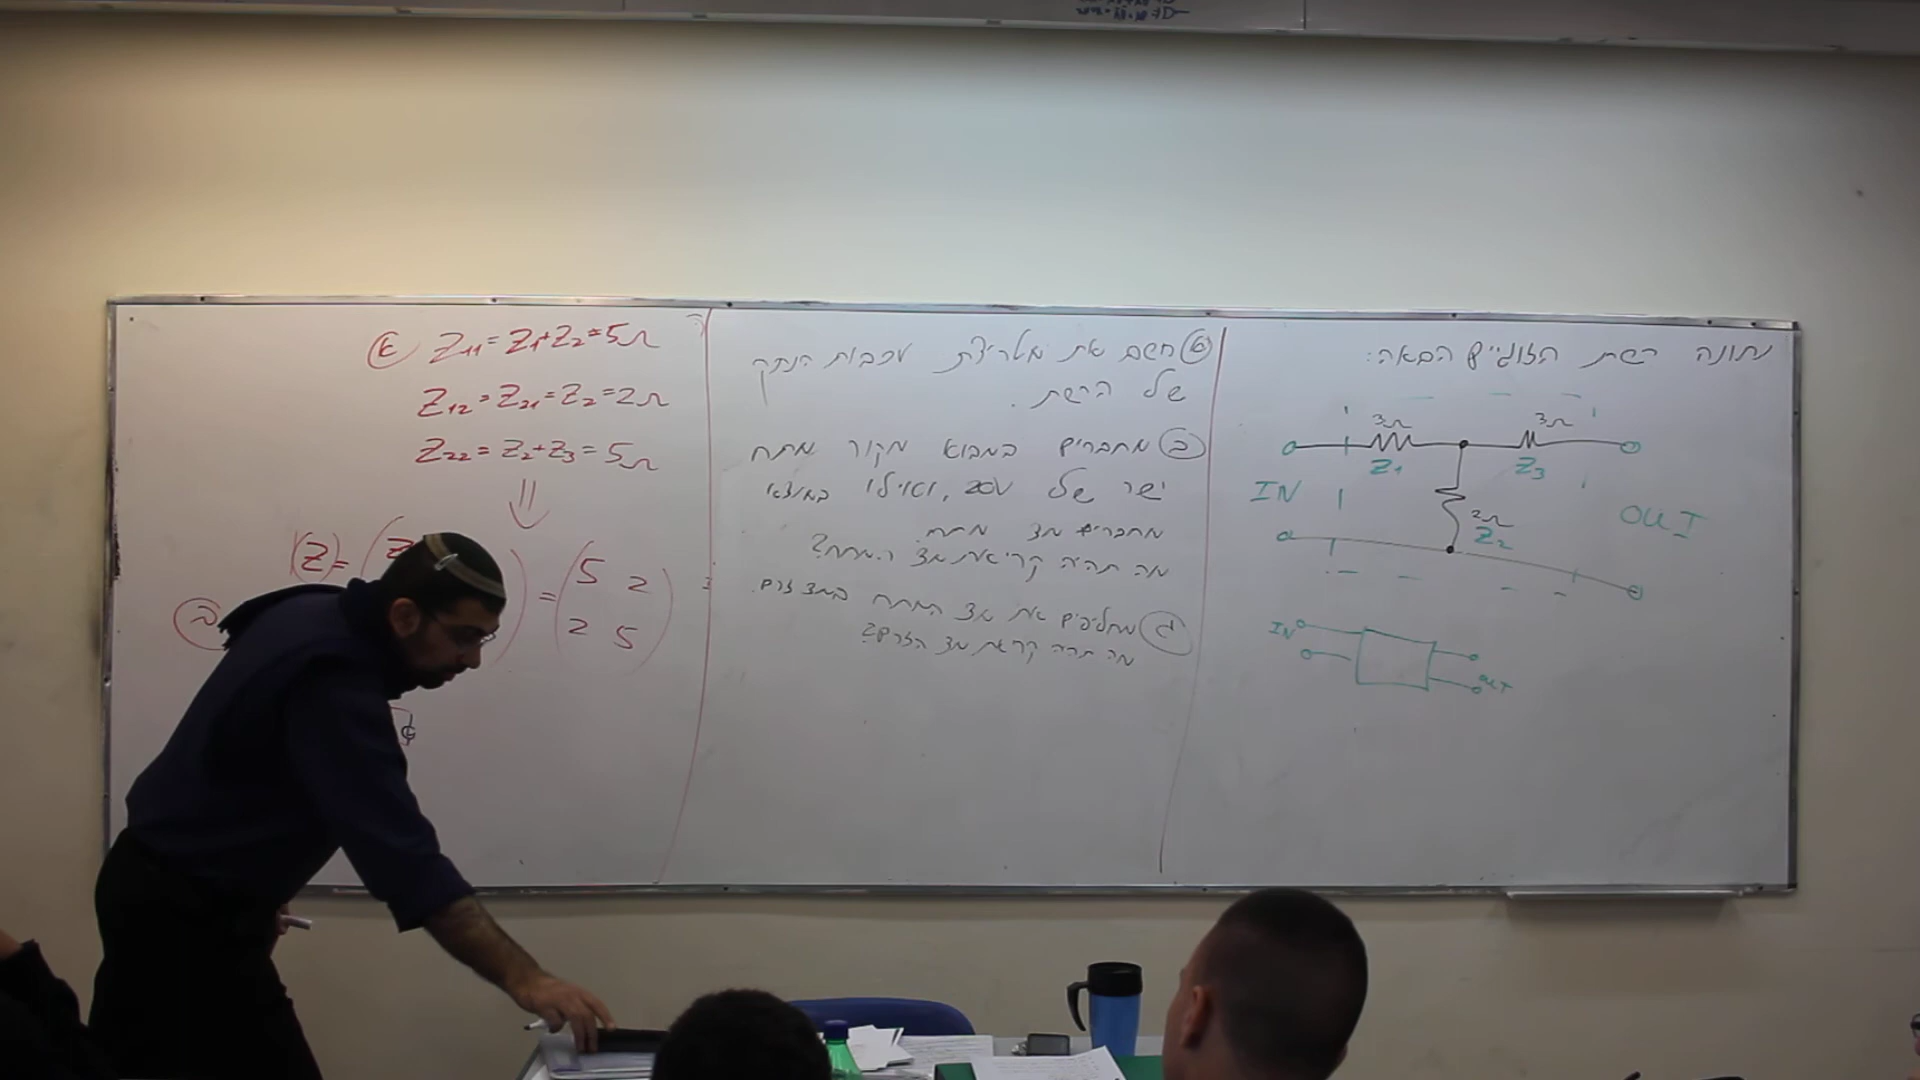 נתונה רשת הזוגיים הבאה:
3Ω 3Ω
Z1 Z3
IN
2Ω
Z2
OUT
IN
OUT
א חשב את מטריצת עכבות הנתק
של הרשת.
ב מחברים במבוא מקור מתח
ישר של 20V, ואילו במוצא
מחברים מד מתח.
מה תהיה קריאת מד המתח?
ג מחליפים את מד המתח במד זרם.
מה תהיה קריאת מד הזרם?
א Z11 = Z1+Z2 = 5Ω
Z12 = Z21 = Z2 = 2Ω
Z22 = Z2+Z3 = 5Ω
⇓
(Z) = ( Z ) = ( 5 2
2 5 )
ב